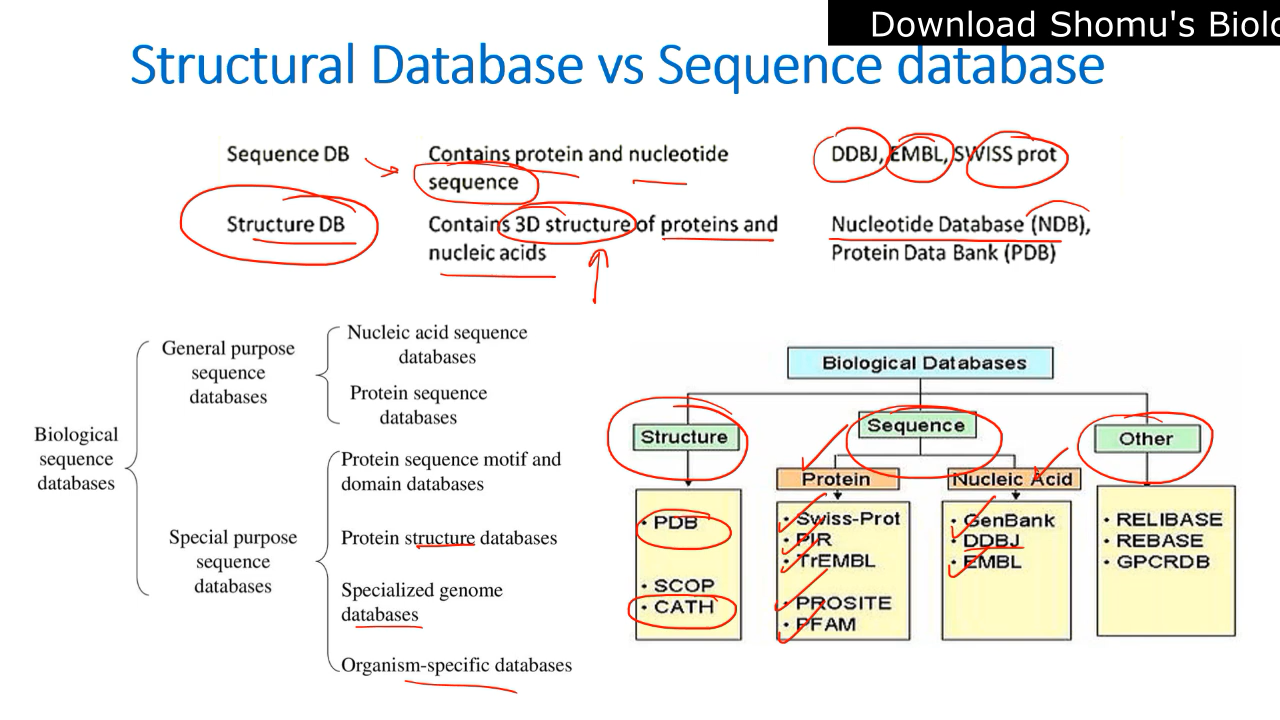 Download Shomu's Biolo
Structural Database vs Sequence database
Sequence DB
Contains protein and nucleotide
sequence
DDBJ, EMBL, SWISS prot
Structure DB
Contains 3D structure of proteins and
nucleic acids
Nucleotide Database (NDB),
Protein Data Bank (PDB)
Biological
sequence
databases
General purpose
sequence
databases
Nucleic acid sequence
databases
Protein sequence
databases
Special purpose
sequence
databases
Protein sequence motif and
domain databases
Protein structure databases
Specialized genome
databases
Organism-specific databases
Biological Databases
Structure
• PDB
• SCOP
• CATH
Sequence
Protein
• Swiss-Prot
• PIR
• TrEMBL
• PROSITE
• PFAM
Nucleic Acid
• GenBank
• DDBJ
• EMBL
Other
• RELIBASE
• REBASE
• GPCRDB